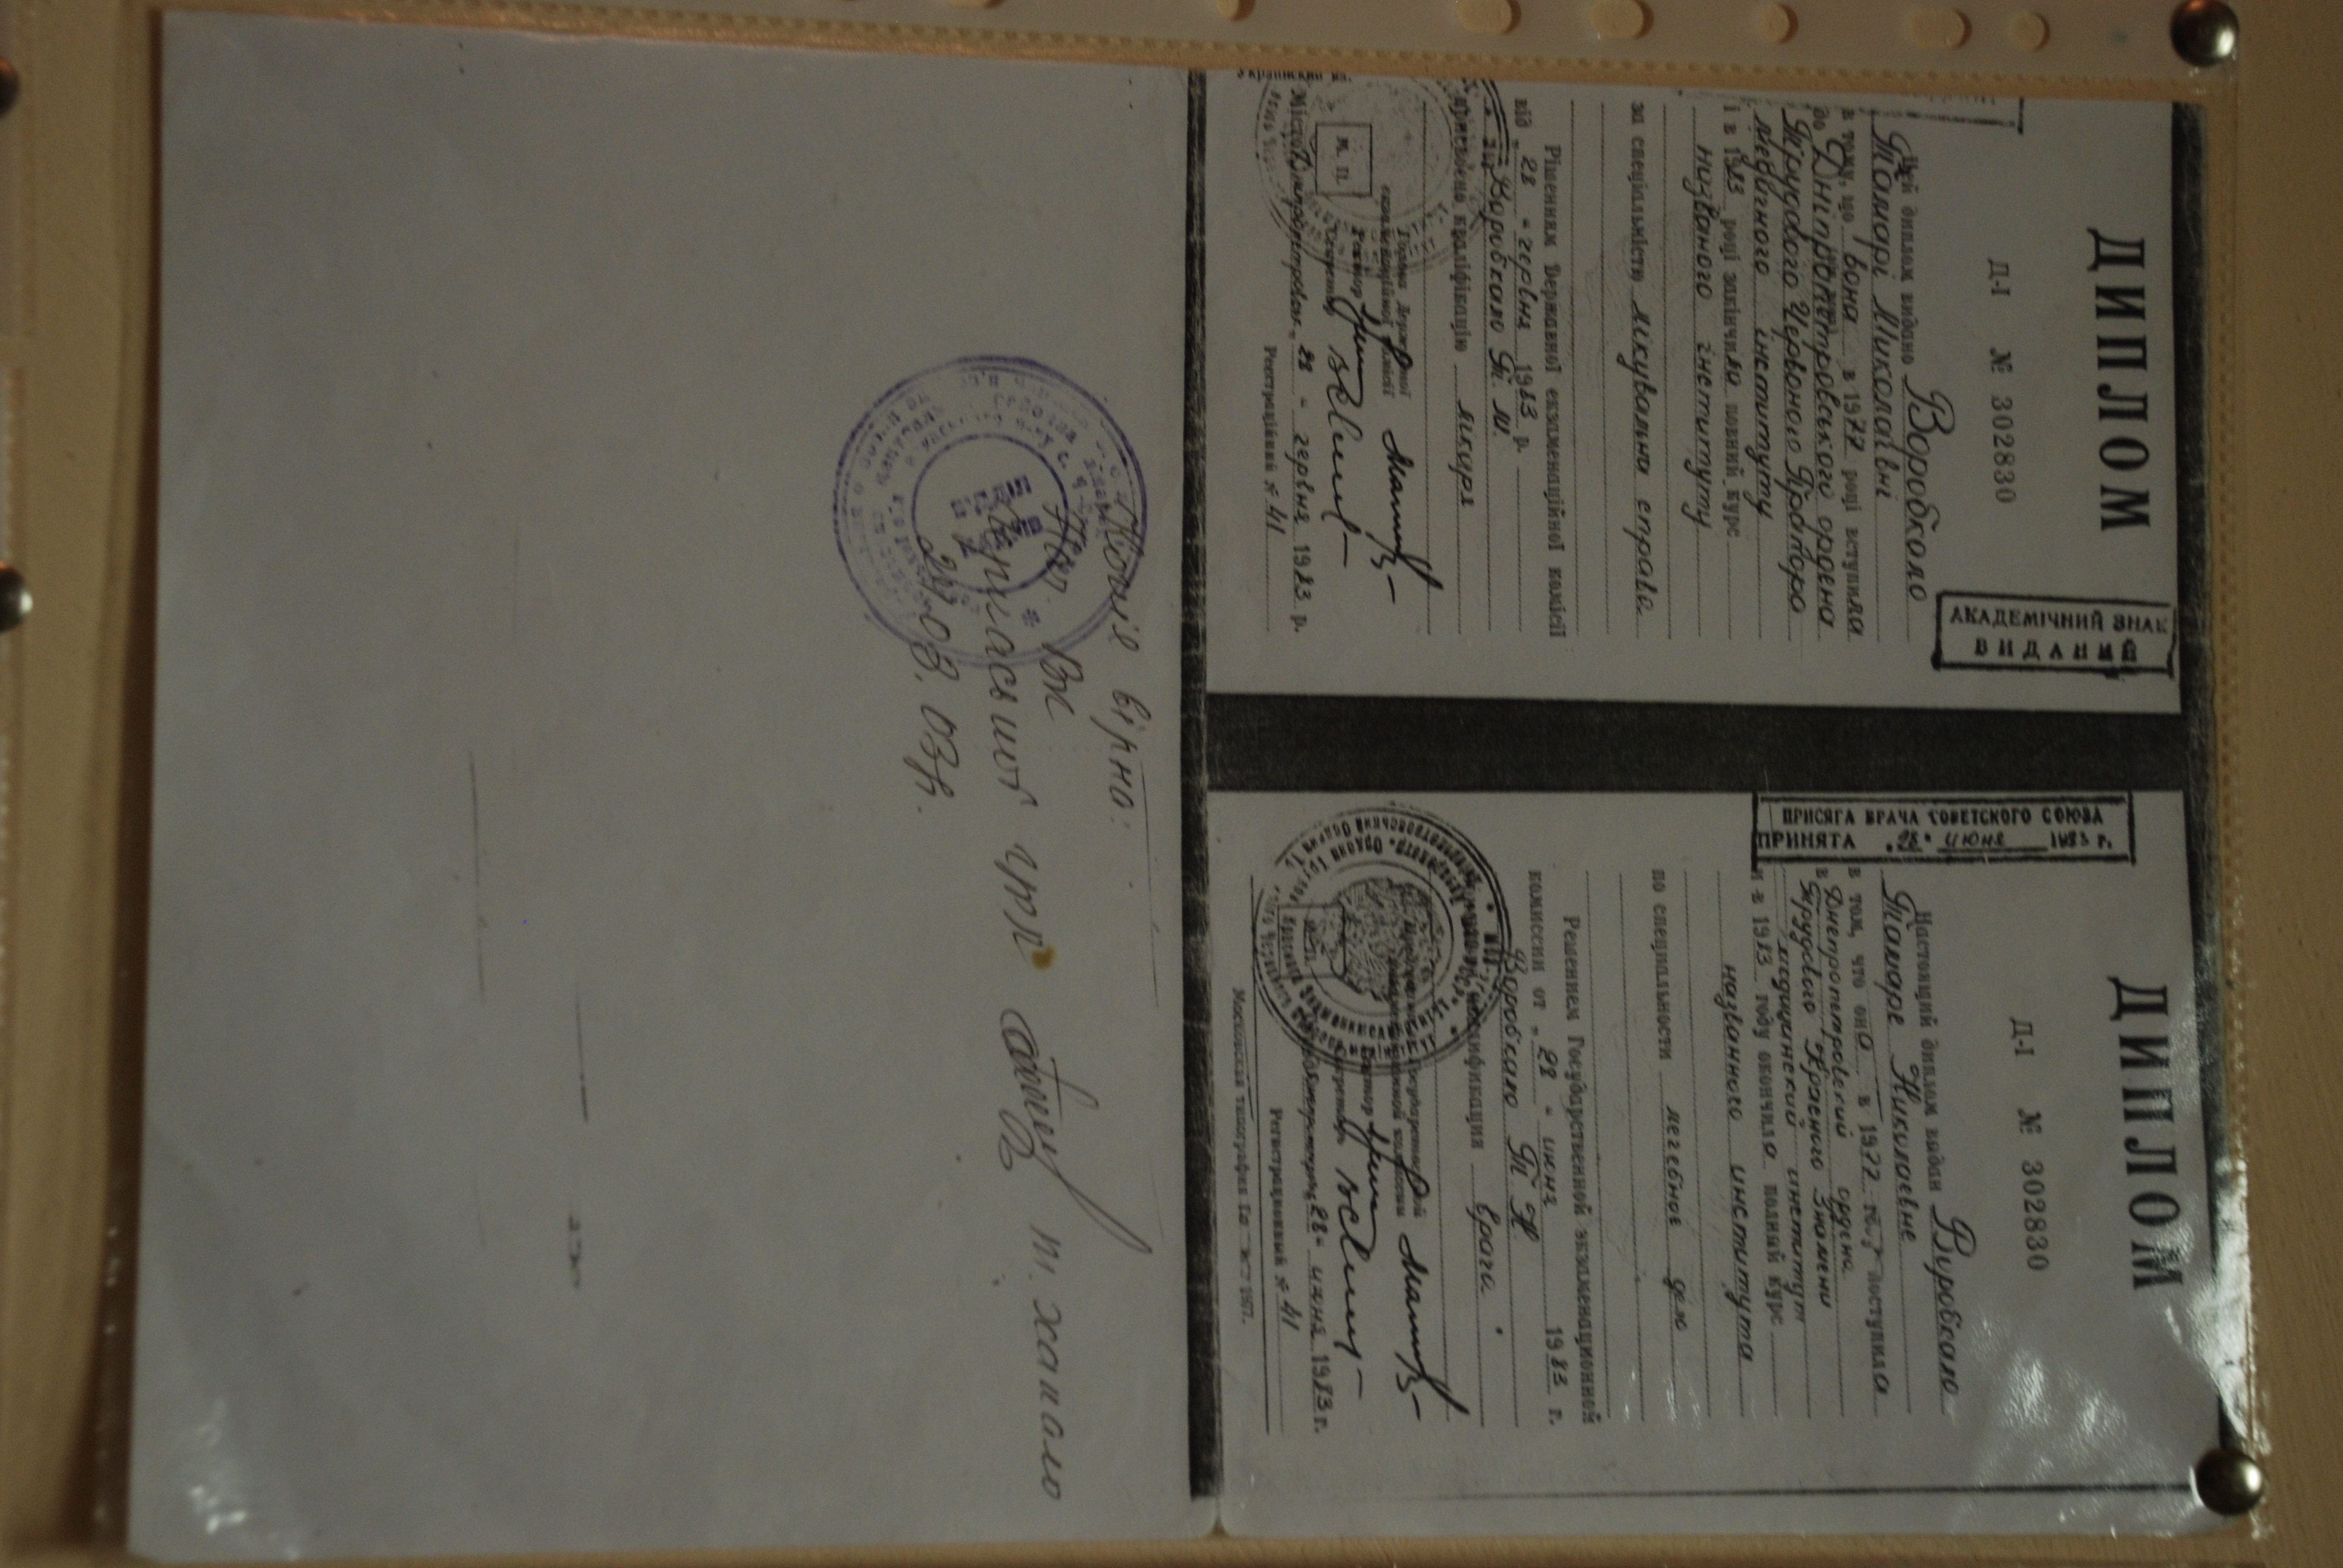 ДИПЛОМ
АКАДЕМІЧНИЙ ЗНАК
ВИДАНИЙ
Д-І № 302830
Цей диплом видано Воробкало
Тамарі Миколаївні
в тому, що вона в 1977 році вступила
до Дніпропетровського ордена
Трудового Червоного Прапора
медичного інституту
і в 1983 році закінчила повний курс
названого інституту
за спеціальністю лікувальна справа
Рішенням Державної екзаменаційної комісії
від „28" червня 1983 р.
Воробкало Т. М.
присвоєно кваліфікацію лікаря
Голова Державної
екзаменаційної комісії
Ректор
Секретар
М. П.
Місто Дніпропетровськ „28" червня 1983 р.
Реєстраційний № 41
ДИПЛОМ
ПРИСЯГА ВРАЧА СОВЕТСКОГО СОЮЗА
ПРИНЯТА „28" июня 1983 г.
Д-І № 302830
Настоящий диплом выдан Воробкало
Тамаре Николаевне
в том, что она в 1977 году поступила
в Днепропетровский ордена
Трудового Красного Знамени
медицинский институт
и в 1983 году окончила полный курс
названного института
по специальности лечебное дело
Решением Государственной экзаменационной
комиссии от „28" июня 1983 г.
Воробкало Т. Н.
квалификация врача
Председатель Государственной
экзаменационной комиссии
Ректор
Секретарь
М. П.
„28" июня 1983 г.
Регистрационный № 41
Московская типография 1977.
Копія вірна:
Нач. ВК
Черкаської црл Т. Хапало
27.03.03р.